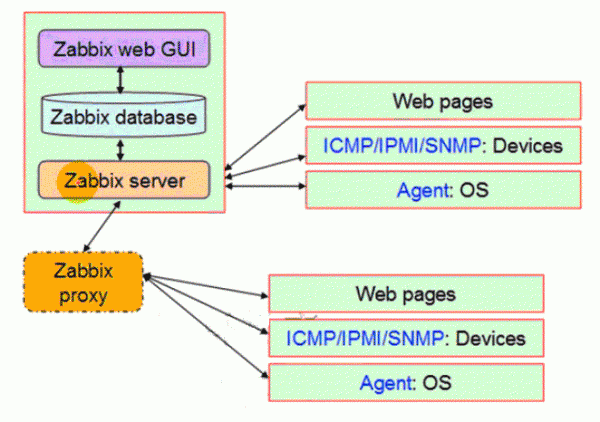 Zabbix web GUI
Zabbix database
Zabbix server
Web pages
ICMP/IPMI/SNMP: Devices
Agent: OS
Zabbix
proxy
Web pages
ICMP/IPMI/SNMP: Devices
Agent: OS